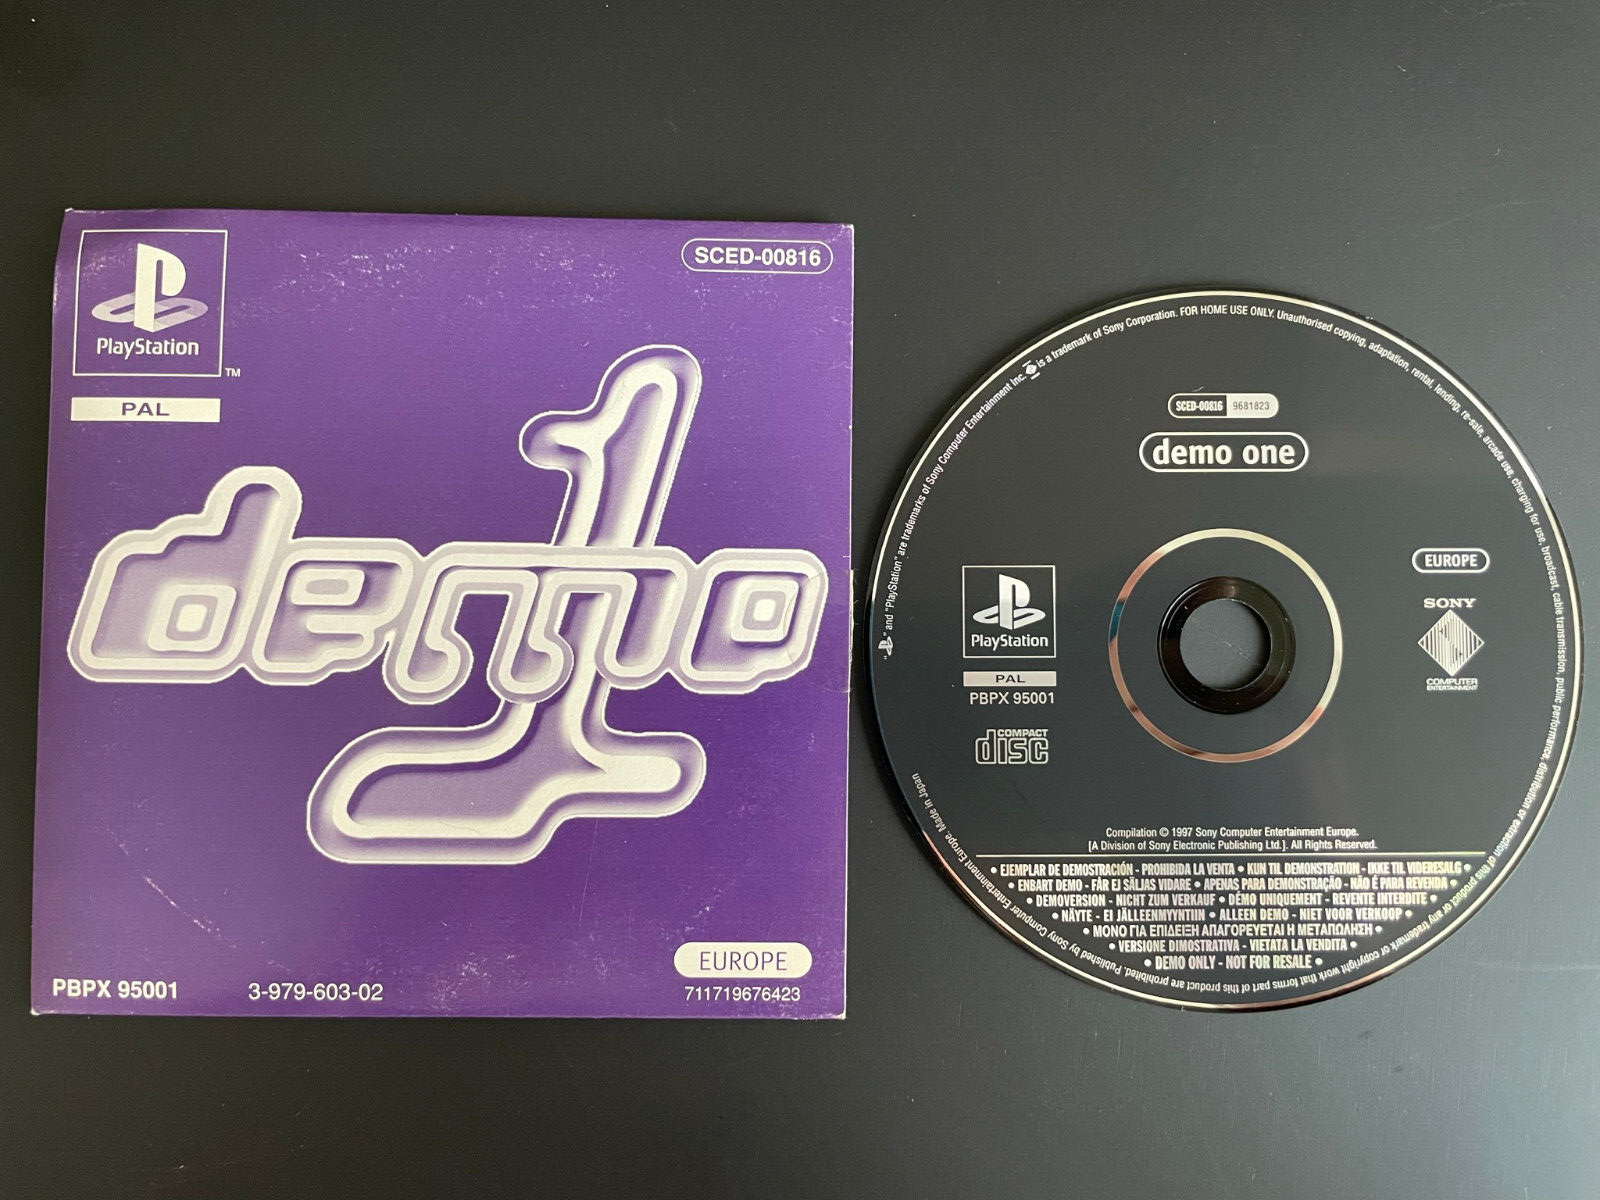 PlayStation
TM
PAL
SCED-00816
demo
1
EUROPE
PBPX 95001
3-979-603-02
711719676423
SCED-00816 9681823
demo one
PlayStation
PAL
PBPX 95001
COMPACT
disc
EUROPE
SONY
COMPUTER
ENTERTAINMENT
Compilation © 1997 Sony Computer Entertainment Europe.
[A Division of Sony Electronic Publishing Ltd.]. All Rights Reserved.
• EJEMPLAR DE DEMOSTRACIÓN - PROHIBIDA LA VENTA • KUN TIL DEMONSTRATION - IKKE TIL VIDERESALG •
• ENBART DEMO - FÅR EJ SÄLJAS VIDARE • APENAS PARA DEMONSTRAÇÃO - NÃO É PARA REVENDA •
• DEMOVERSION - NICHT ZUM VERKAUF • DÉMO UNIQUEMENT - REVENTE INTERDITE •
• NÄYTE - EI JÄLLEENMYYNTIIN • ALLEEN DEMO - NIET VOOR VERKOOP •
• ΜΟΝΟ ΓΙΑ ΕΠΙΔΕΙΞΗ ΑΠΑΓΟΡΕΥΕΤΑΙ Η ΜΕΤΑΠΩΛΗΣΗ •
• VERSIONE DIMOSTRATIVA - VIETATA LA VENDITA •
• DEMO ONLY - NOT FOR RESALE •
" " and "PlayStation" are trademarks of Sony Computer Entertainment Inc. is a trademark of Sony Corporation. FOR HOME USE ONLY. Unauthorised copying, adaptation, rental, lending, re-sale, arcade use, charging for use, broadcast, cable transmission, public performance, distribution or extraction of this product or any trademark or copyright work that forms part of this product are prohibited. Published by Sony Computer Entertainment Europe. Made in Japan